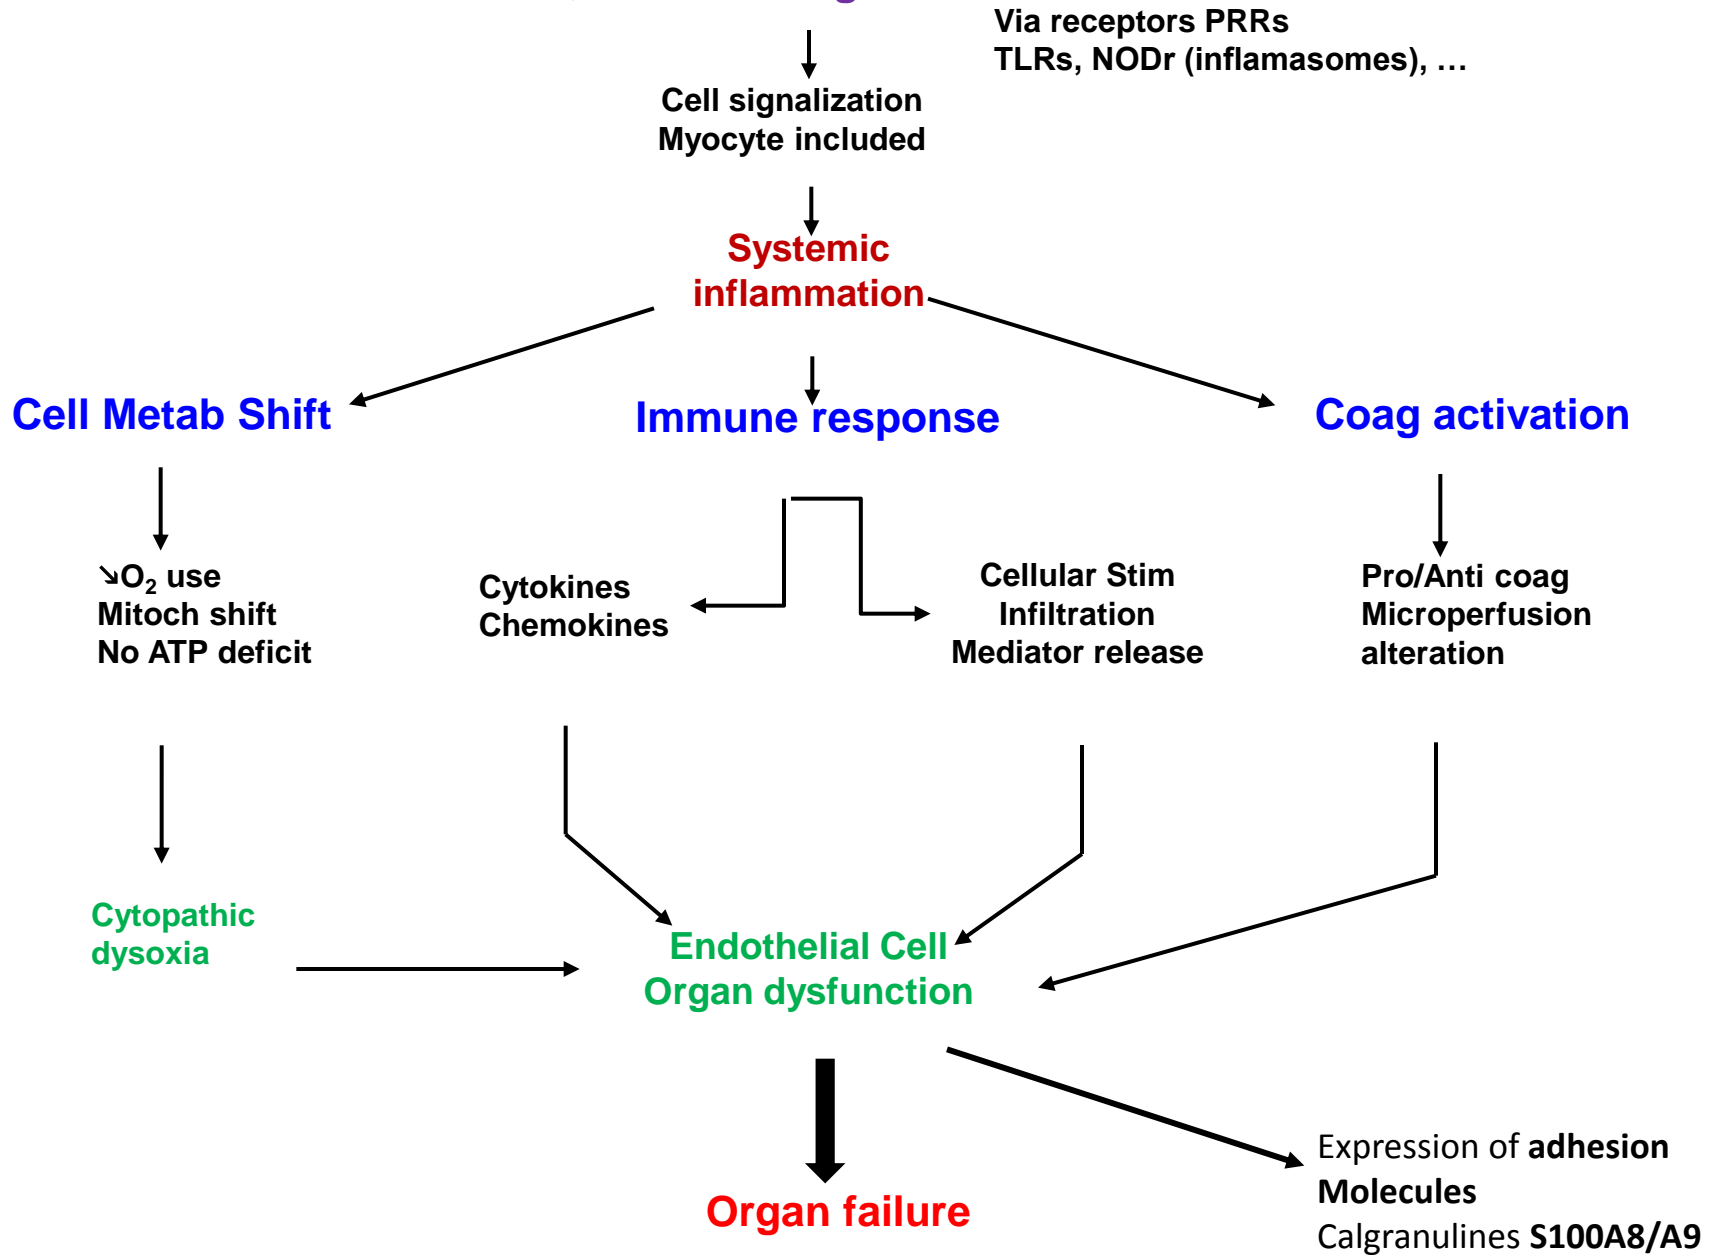 Via receptors PRRs
TLRs, NODr (inflamasomes), …
Cell signalization
Myocyte included
Systemic
inflammation
Cell Metab Shift
Immune response
Coag activation
↘O₂ use
Mitoch shift
No ATP deficit
Cytokines
Chemokines
Cellular Stim
Infiltration
Mediator release
Pro/Anti coag
Microperfusion
alteration
Cytopathic
dysoxia
Endothelial Cell
Organ dysfunction
Organ failure
Expression of adhesion
Molecules
Calgranulines S100A8/A9